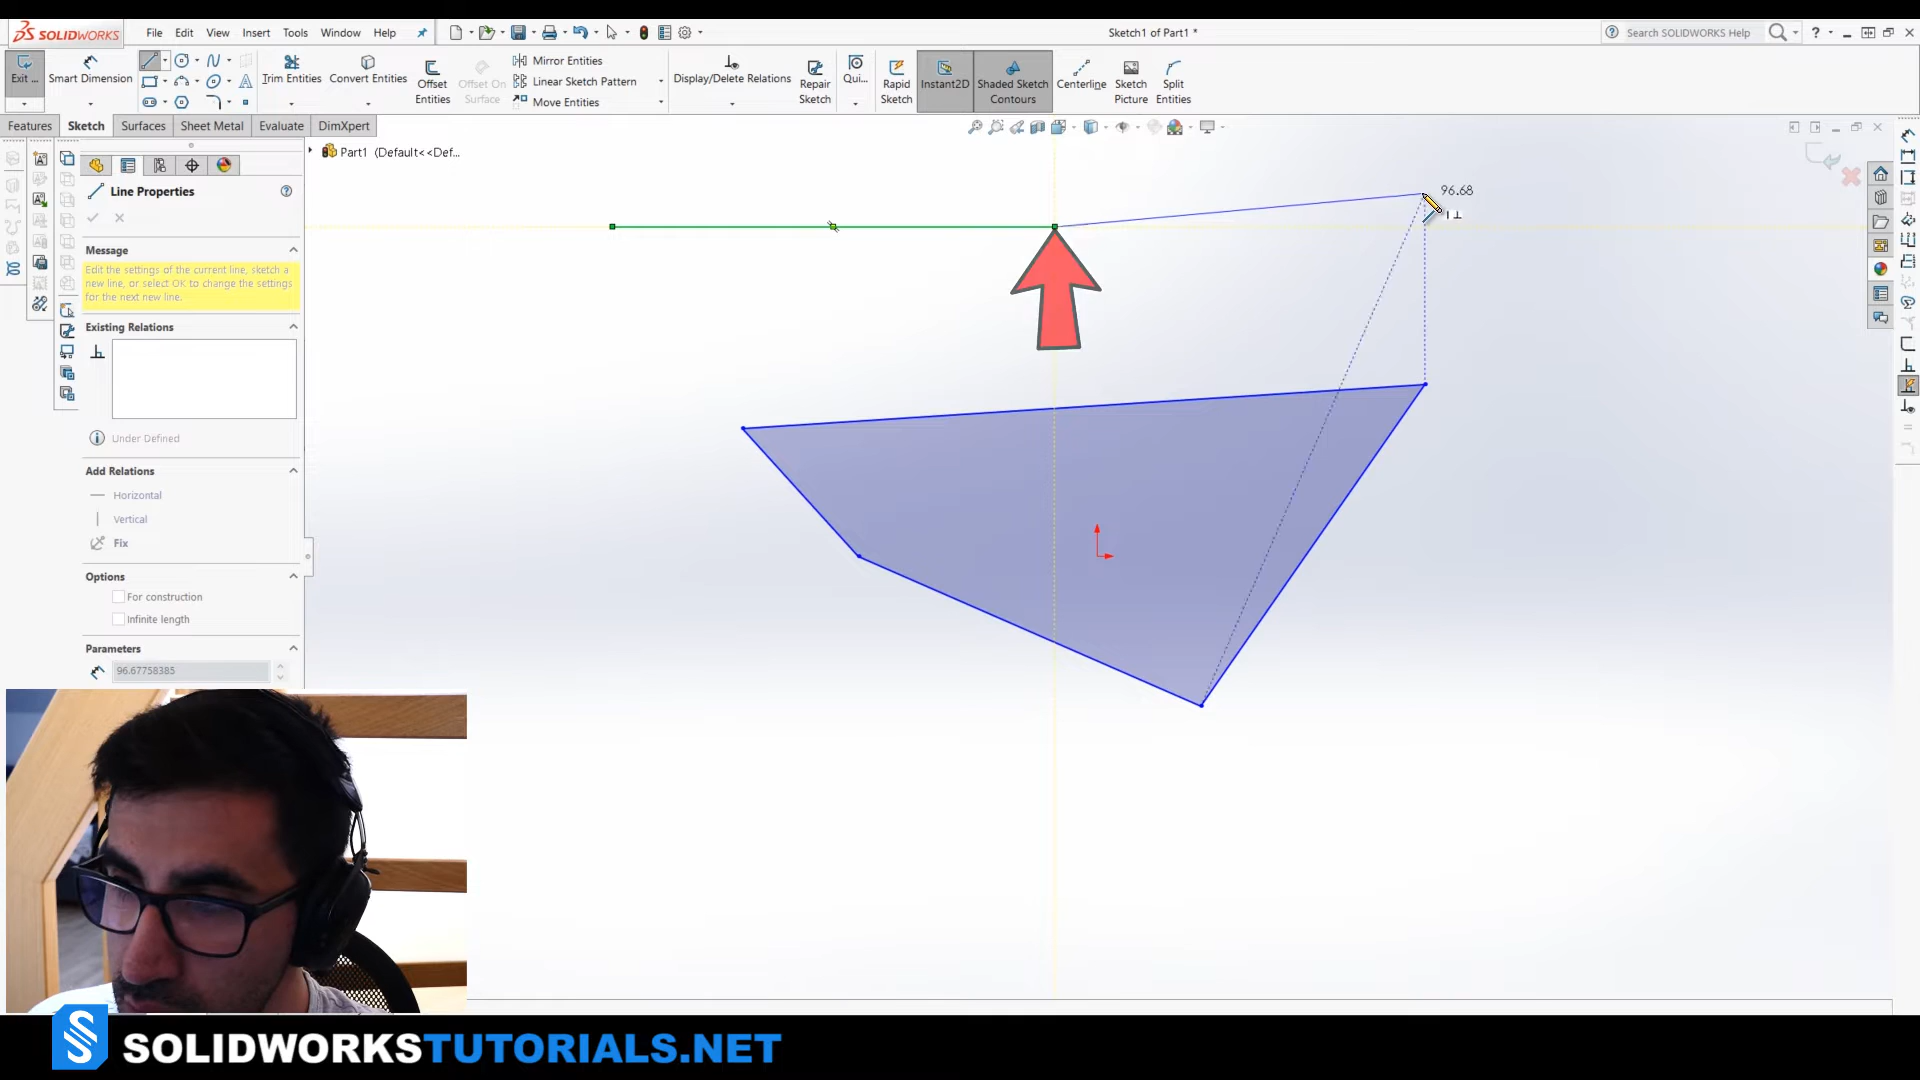 SOLIDWORKS
File Edit View Insert Tools Window Help
Sketch1 of Part1 *
Search SOLIDWORKS Help
Exit ...
Smart Dimension
Trim Entities
Convert Entities
Offset Entities
Offset On Surface
Mirror Entities
Linear Sketch Pattern
Move Entities
Display/Delete Relations
Repair Sketch
Qui...
Rapid Sketch
Instant2D
Shaded Sketch Contours
Centerline
Sketch Picture
Split Entities
Features Sketch Surfaces Sheet Metal Evaluate DimXpert
Part1 (Default<<Def...
Line Properties
Message
Edit the settings of the current line, sketch a
new line, or select OK to change the settings
for the next new line.
Existing Relations
Under Defined
Add Relations
Horizontal
Vertical
Fix
Options
For construction
Infinite length
Parameters
96.67758385
96.68
SOLIDWORKSTUTORIALS.NET